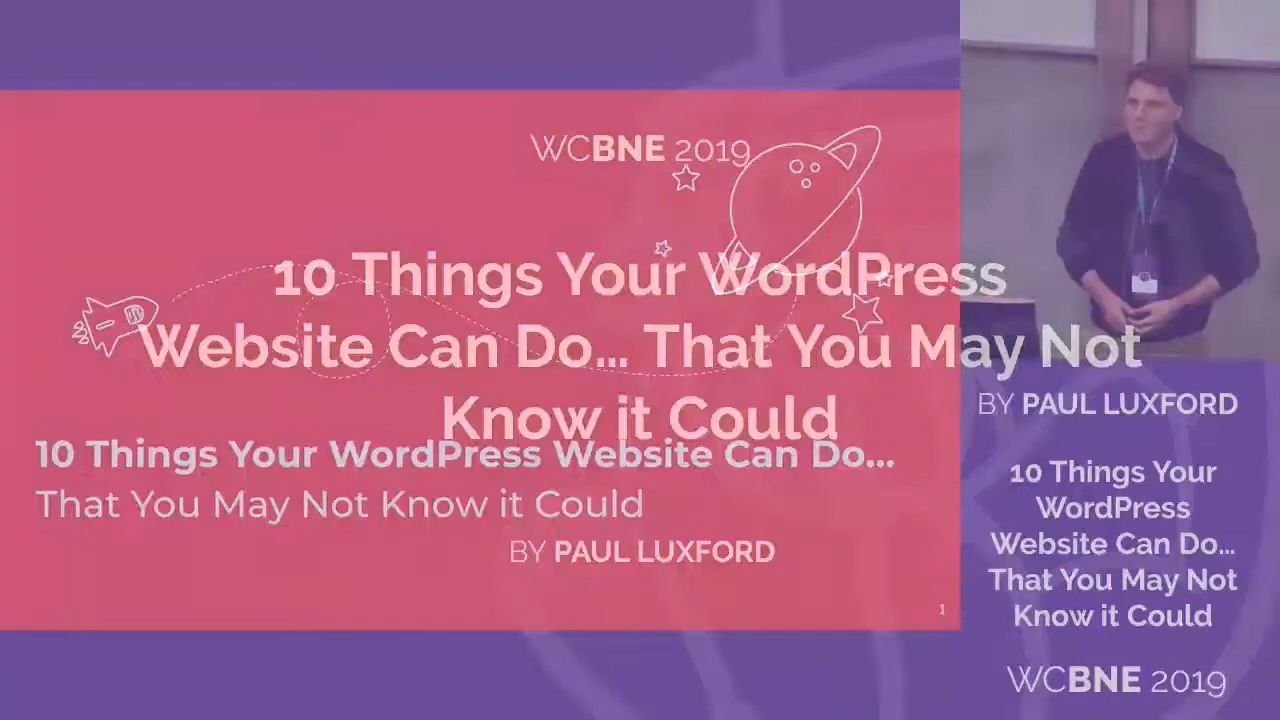 WCBNE 2019
10 Things Your WordPress
Website Can Do... That You May Not
Know it Could
10 Things Your WordPress Website Can Do...
That You May Not Know it Could
BY PAUL LUXFORD
1
BY PAUL LUXFORD
10 Things Your
WordPress
Website Can Do...
That You May Not
Know it Could
WCBNE 2019